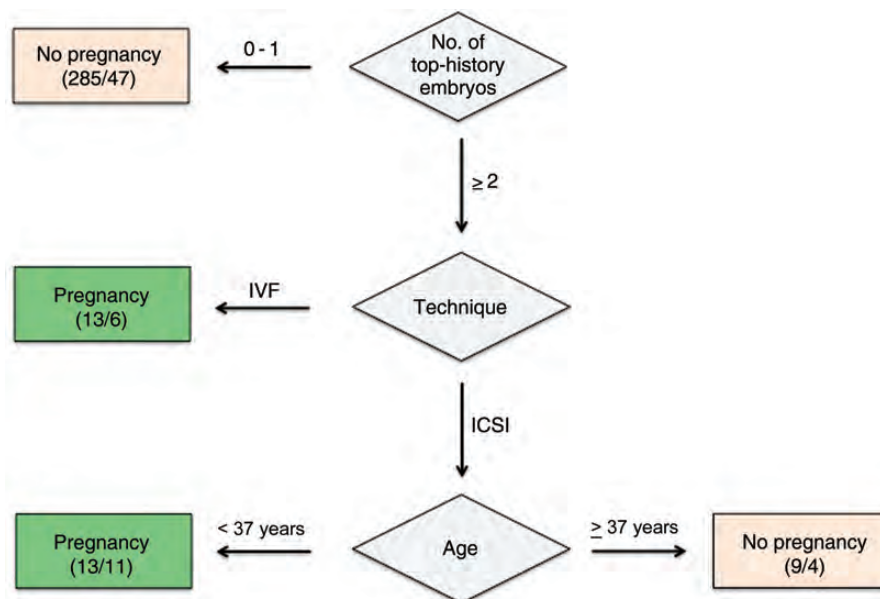 No pregnancy
(285/47)
0 - 1
No. of
top-history
embryos
≥ 2
Pregnancy
(13/6)
IVF
Technique
ICSI
Pregnancy
(13/11)
< 37 years
Age
≥ 37 years
No pregnancy
(9/4)